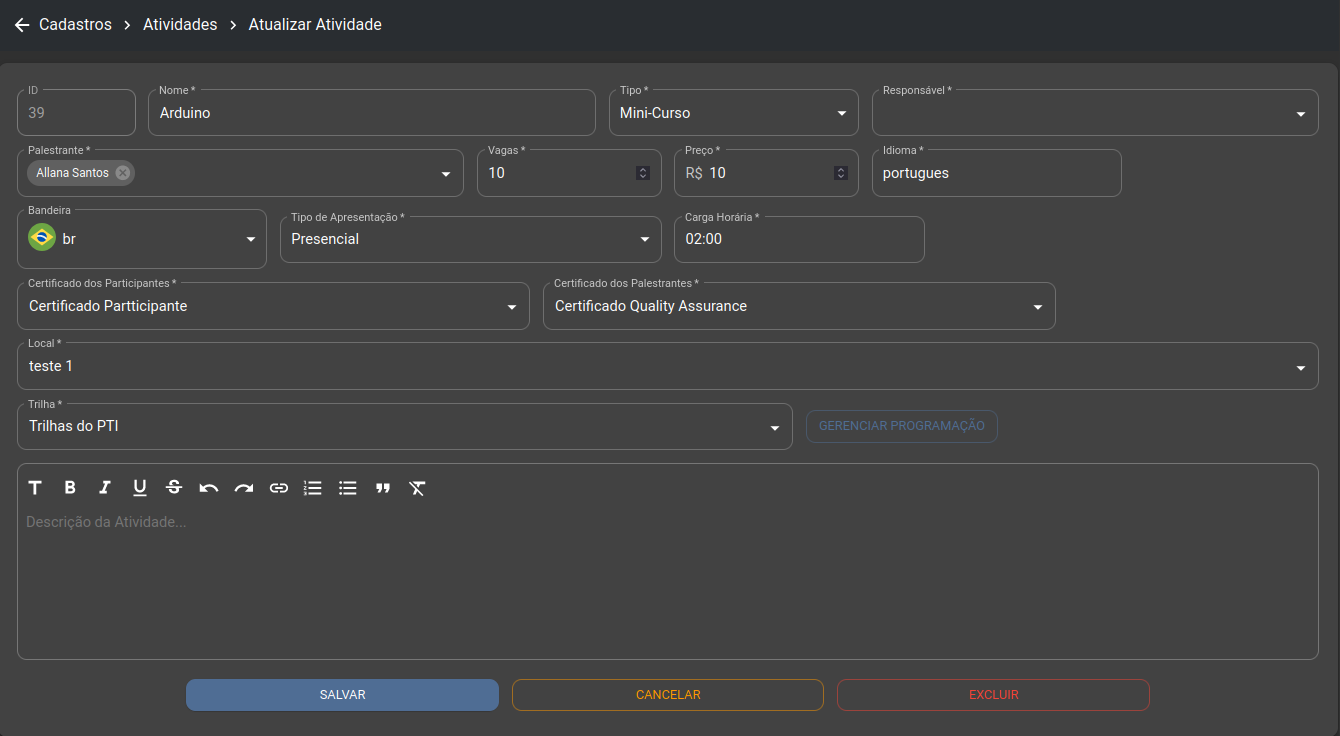 Cadastros > Atividades > Atualizar Atividade
ID
39
Nome *
Arduino
Tipo *
Mini-Curso
Responsável *
Palestrante *
Allana Santos
Vagas *
10
Preço *
R$ 10
Idioma *
portugues
Bandeira
br
Tipo de Apresentação *
Presencial
Carga Horária *
02:00
Certificado dos Participantes *
Certificado Partticipante
Certificado dos Palestrantes *
Certificado Quality Assurance
Local *
teste 1
Trilha *
Trilhas do PTI
GERENCIAR PROGRAMAÇÃO
Descrição da Atividade...
SALVAR
CANCELAR
EXCLUIR